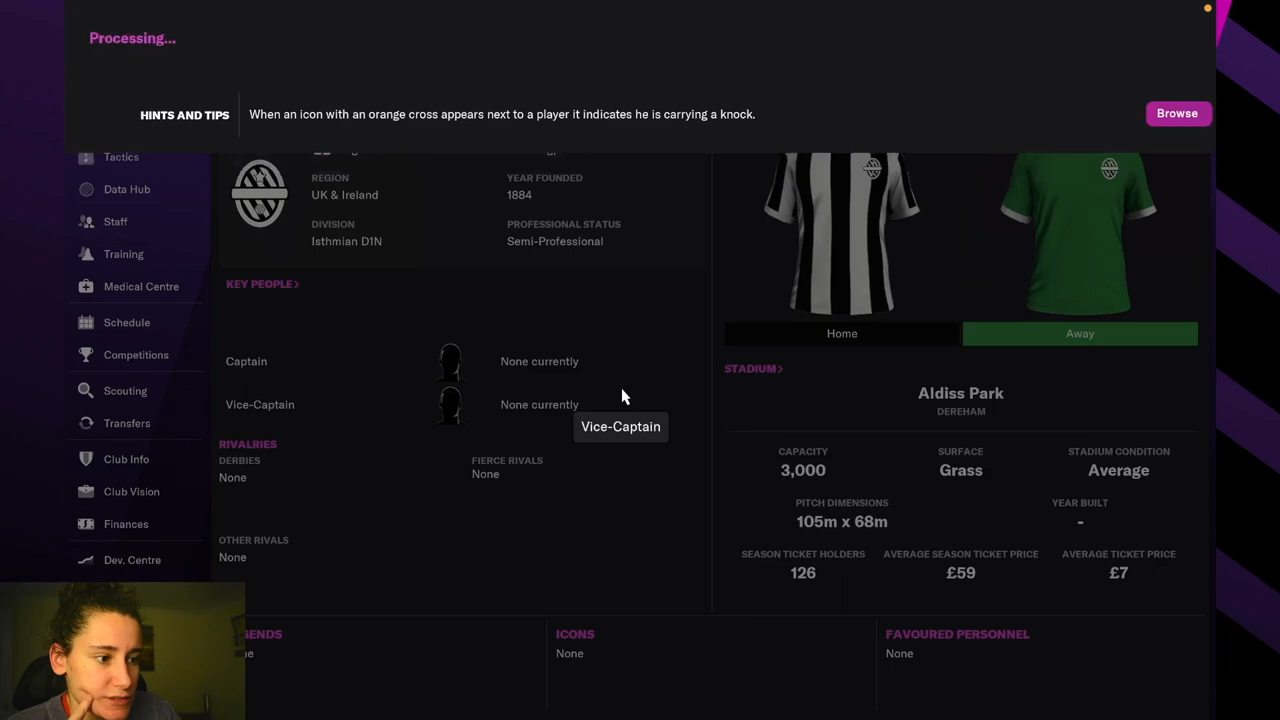 Processing...
HINTS AND TIPS
When an icon with an orange cross appears next to a player it indicates he is carrying a knock.
Browse
Tactics
Data Hub
Staff
Training
Medical Centre
Schedule
Competitions
Scouting
Transfers
Club Info
Club Vision
Finances
Dev. Centre
REGION
UK & Ireland
YEAR FOUNDED
1884
DIVISION
Isthmian D1N
PROFESSIONAL STATUS
Semi-Professional
KEY PEOPLE>
Captain
None currently
Vice-Captain
None currently
Vice-Captain
RIVALRIES
DERBIES
None
FIERCE RIVALS
None
OTHER RIVALS
None
Home
Away
STADIUM>
Aldiss Park
DEREHAM
CAPACITY
3,000
SURFACE
Grass
STADIUM CONDITION
Average
PITCH DIMENSIONS
105m x 68m
YEAR BUILT
-
SEASON TICKET HOLDERS
126
AVERAGE SEASON TICKET PRICE
£59
AVERAGE TICKET PRICE
£7
ICONS
None
FAVOURED PERSONNEL
None